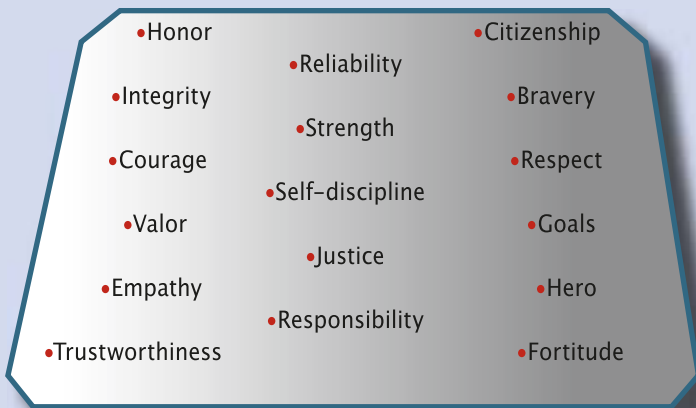 •Honor
•Integrity
•Courage
•Valor
•Empathy
•Trustworthiness
•Reliability
•Strength
•Self-discipline
•Justice
•Responsibility
•Citizenship
•Bravery
•Respect
•Goals
•Hero
•Fortitude